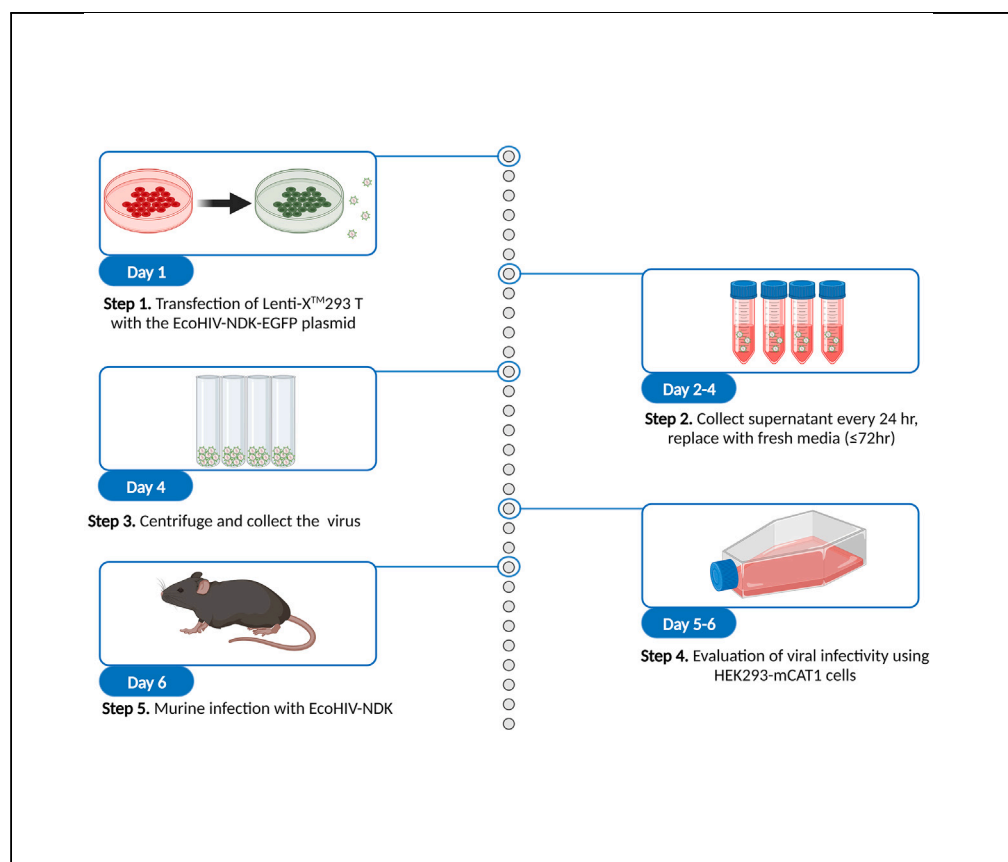 Day 1
Step 1. Transfection of Lenti-X™293 T
with the EcoHIV-NDK-EGFP plasmid
Day 2-4
Step 2. Collect supernatant every 24 hr,
replace with fresh media (≤72hr)
Day 4
Step 3. Centrifuge and collect the virus
Day 5-6
Step 4. Evaluation of viral infectivity using
HEK293-mCAT1 cells
Day 6
Step 5. Murine infection with EcoHIV-NDK